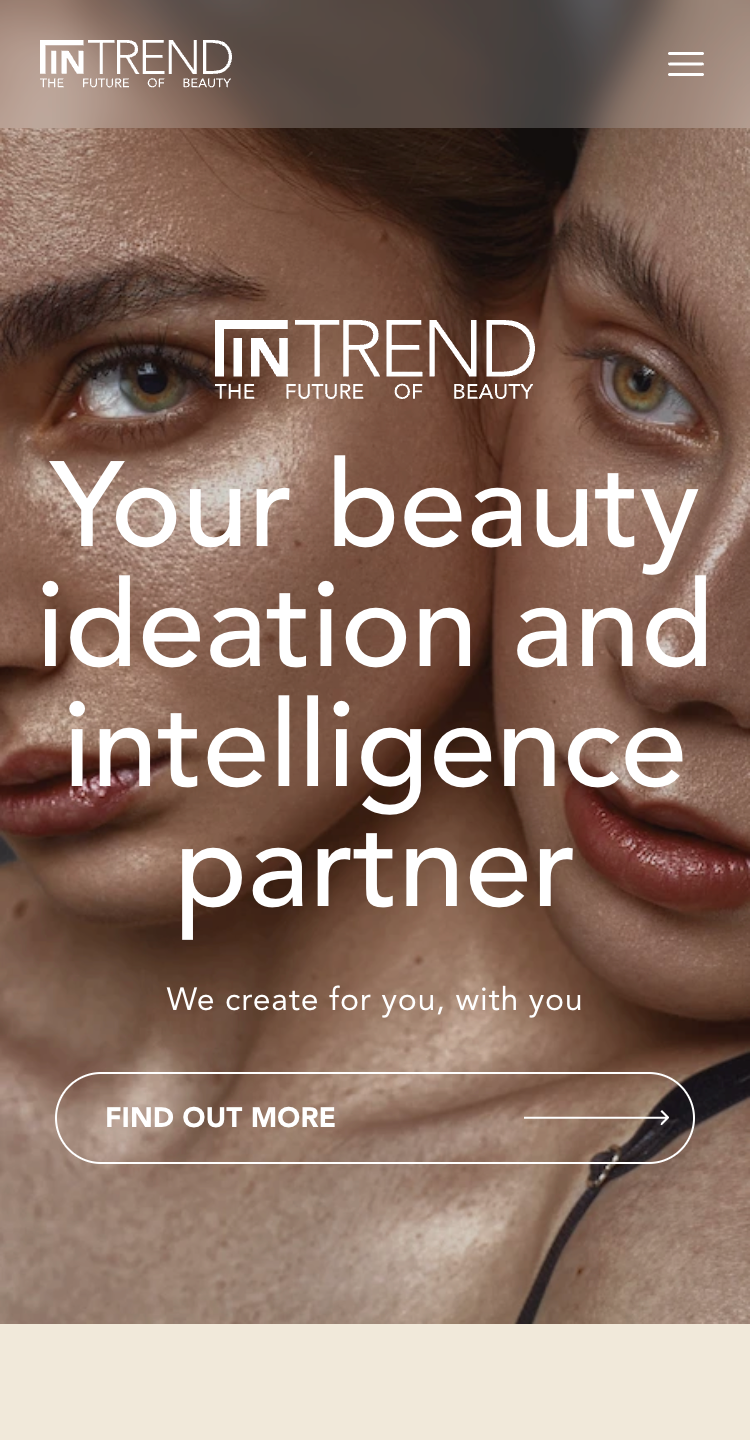 INTREND
THE FUTURE OF BEAUTY
INTREND
THE FUTURE OF BEAUTY
Your beauty
ideation and
intelligence
partner
We create for you, with you
FIND OUT MORE